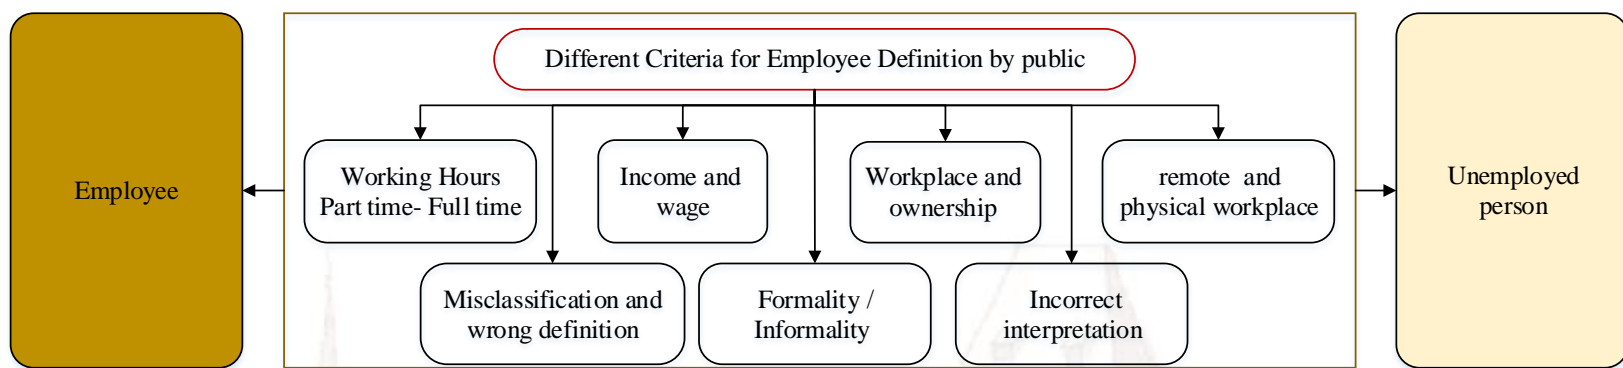 Different Criteria for Employee Definition by public
Employee
Working Hours
Part time- Full time
Income and
wage
Workplace and
ownership
remote and
physical workplace
Unemployed
person
Misclassification and
wrong definition
Formality /
Informality
Incorrect
interpretation